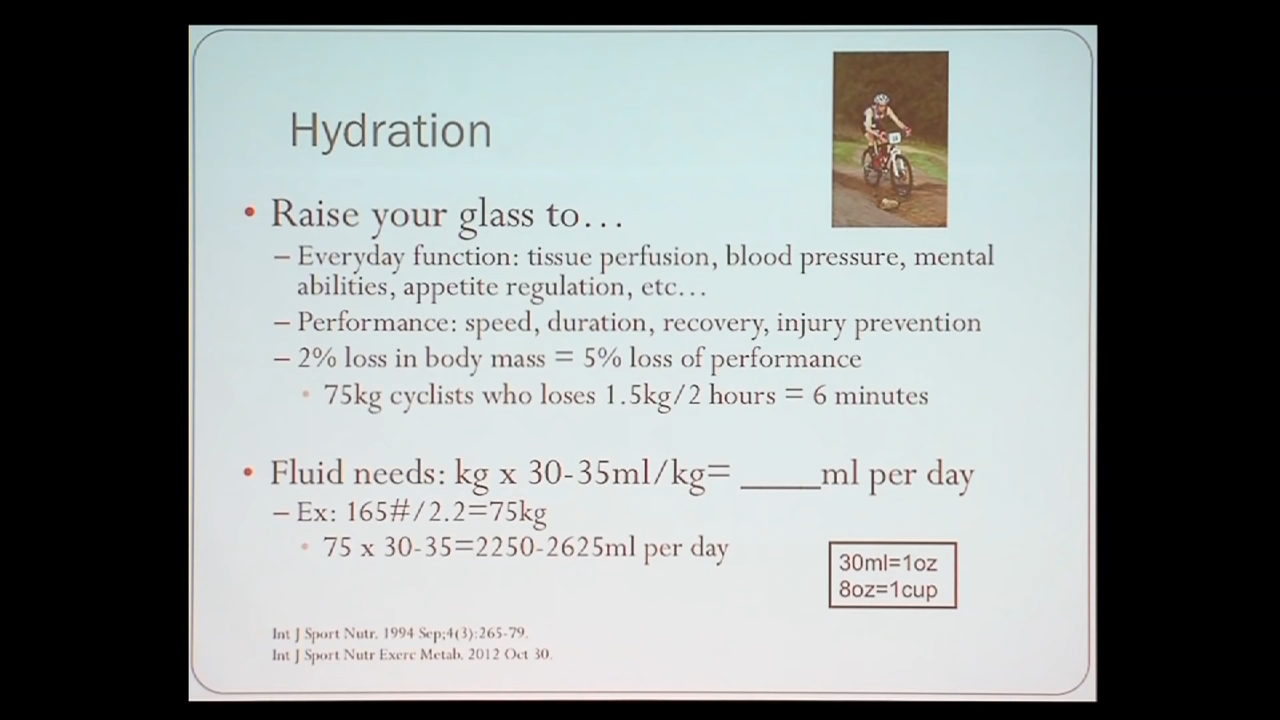 Hydration
• Raise your glass to…
– Everyday function: tissue perfusion, blood pressure, mental
abilities, appetite regulation, etc…
– Performance: speed, duration, recovery, injury prevention
– 2% loss in body mass = 5% loss of performance
• 75kg cyclists who loses 1.5kg/2 hours = 6 minutes
• Fluid needs: kg x 30-35ml/kg= ____ml per day
– Ex: 165#/2.2=75kg
• 75 x 30-35=2250-2625ml per day
30ml=1oz
8oz=1cup
Int J Sport Nutr. 1994 Sep;4(3):265-79.
Int J Sport Nutr Exerc Metab. 2012 Oct 30.